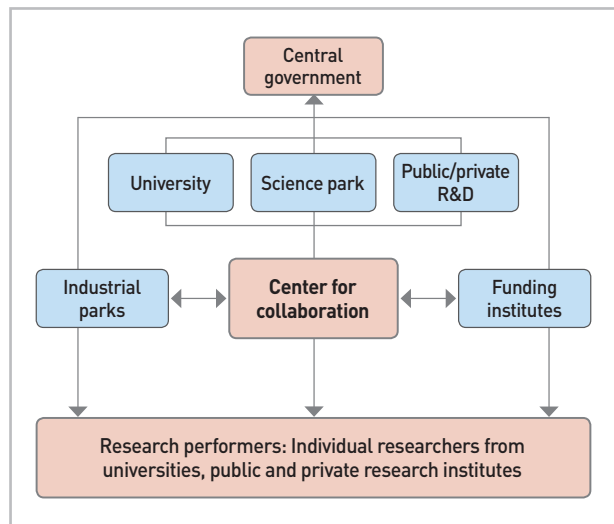 Central
government
University
Science park
Public/private
R&D
Industrial
parks
Center for
collaboration
Funding
institutes
Research performers: Individual researchers from
universities, public and private research institutes